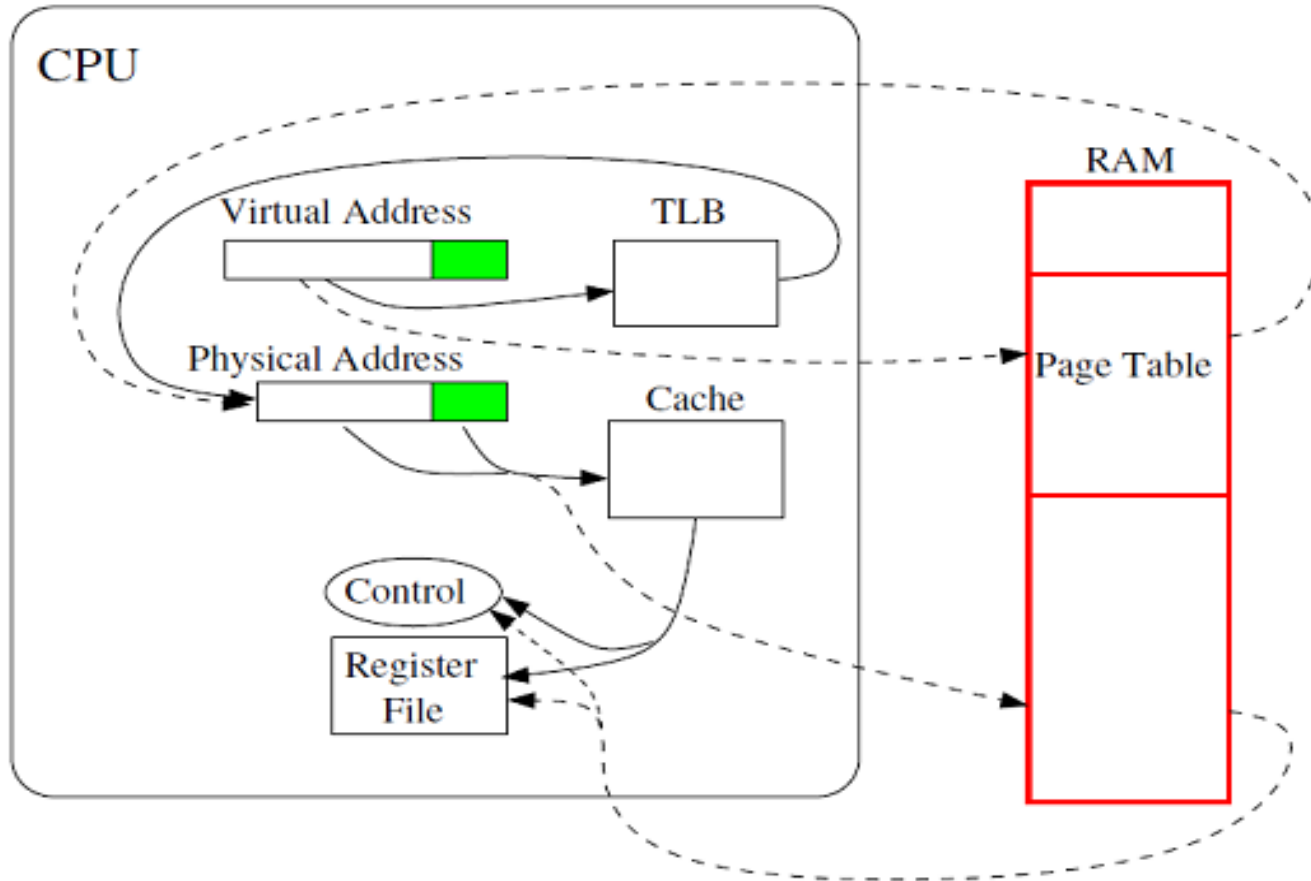 CPU
RAM
Virtual Address
TLB
Physical Address
Page Table
Cache
Control
Register
File